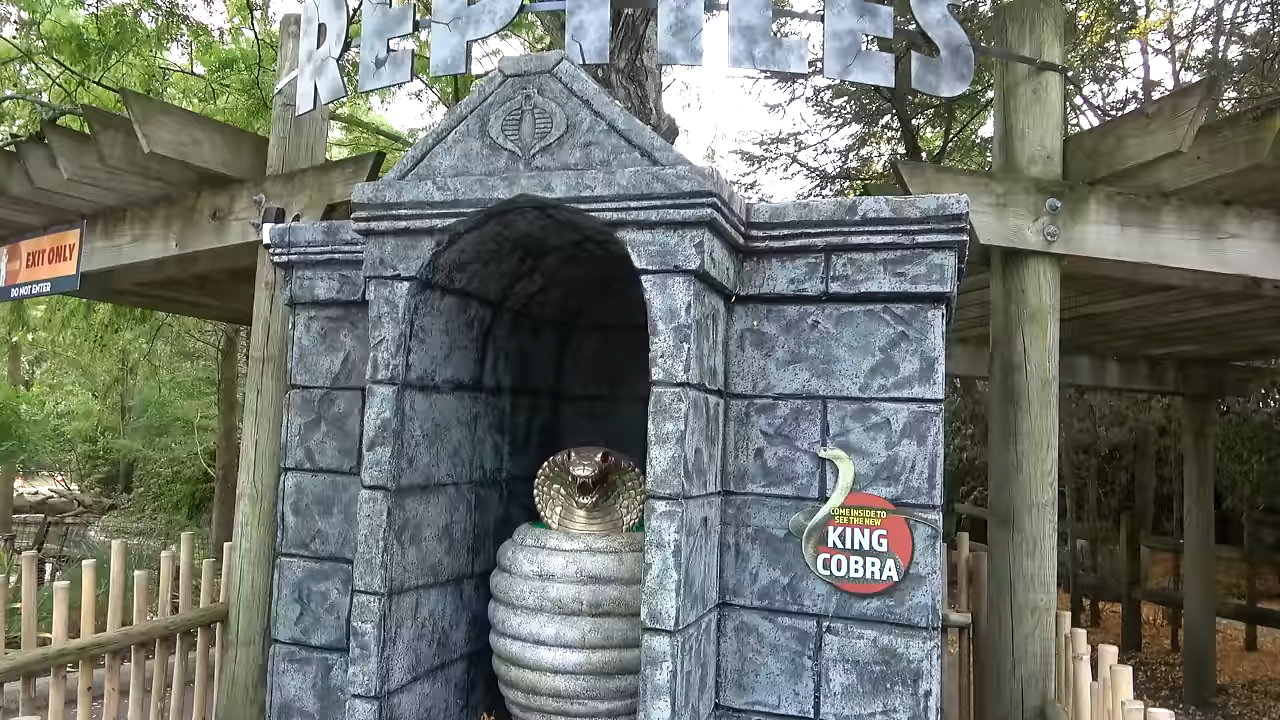 REPTILES
EXIT ONLY
DO NOT ENTER
COME INSIDE TO
SEE THE NEW
KING
COBRA